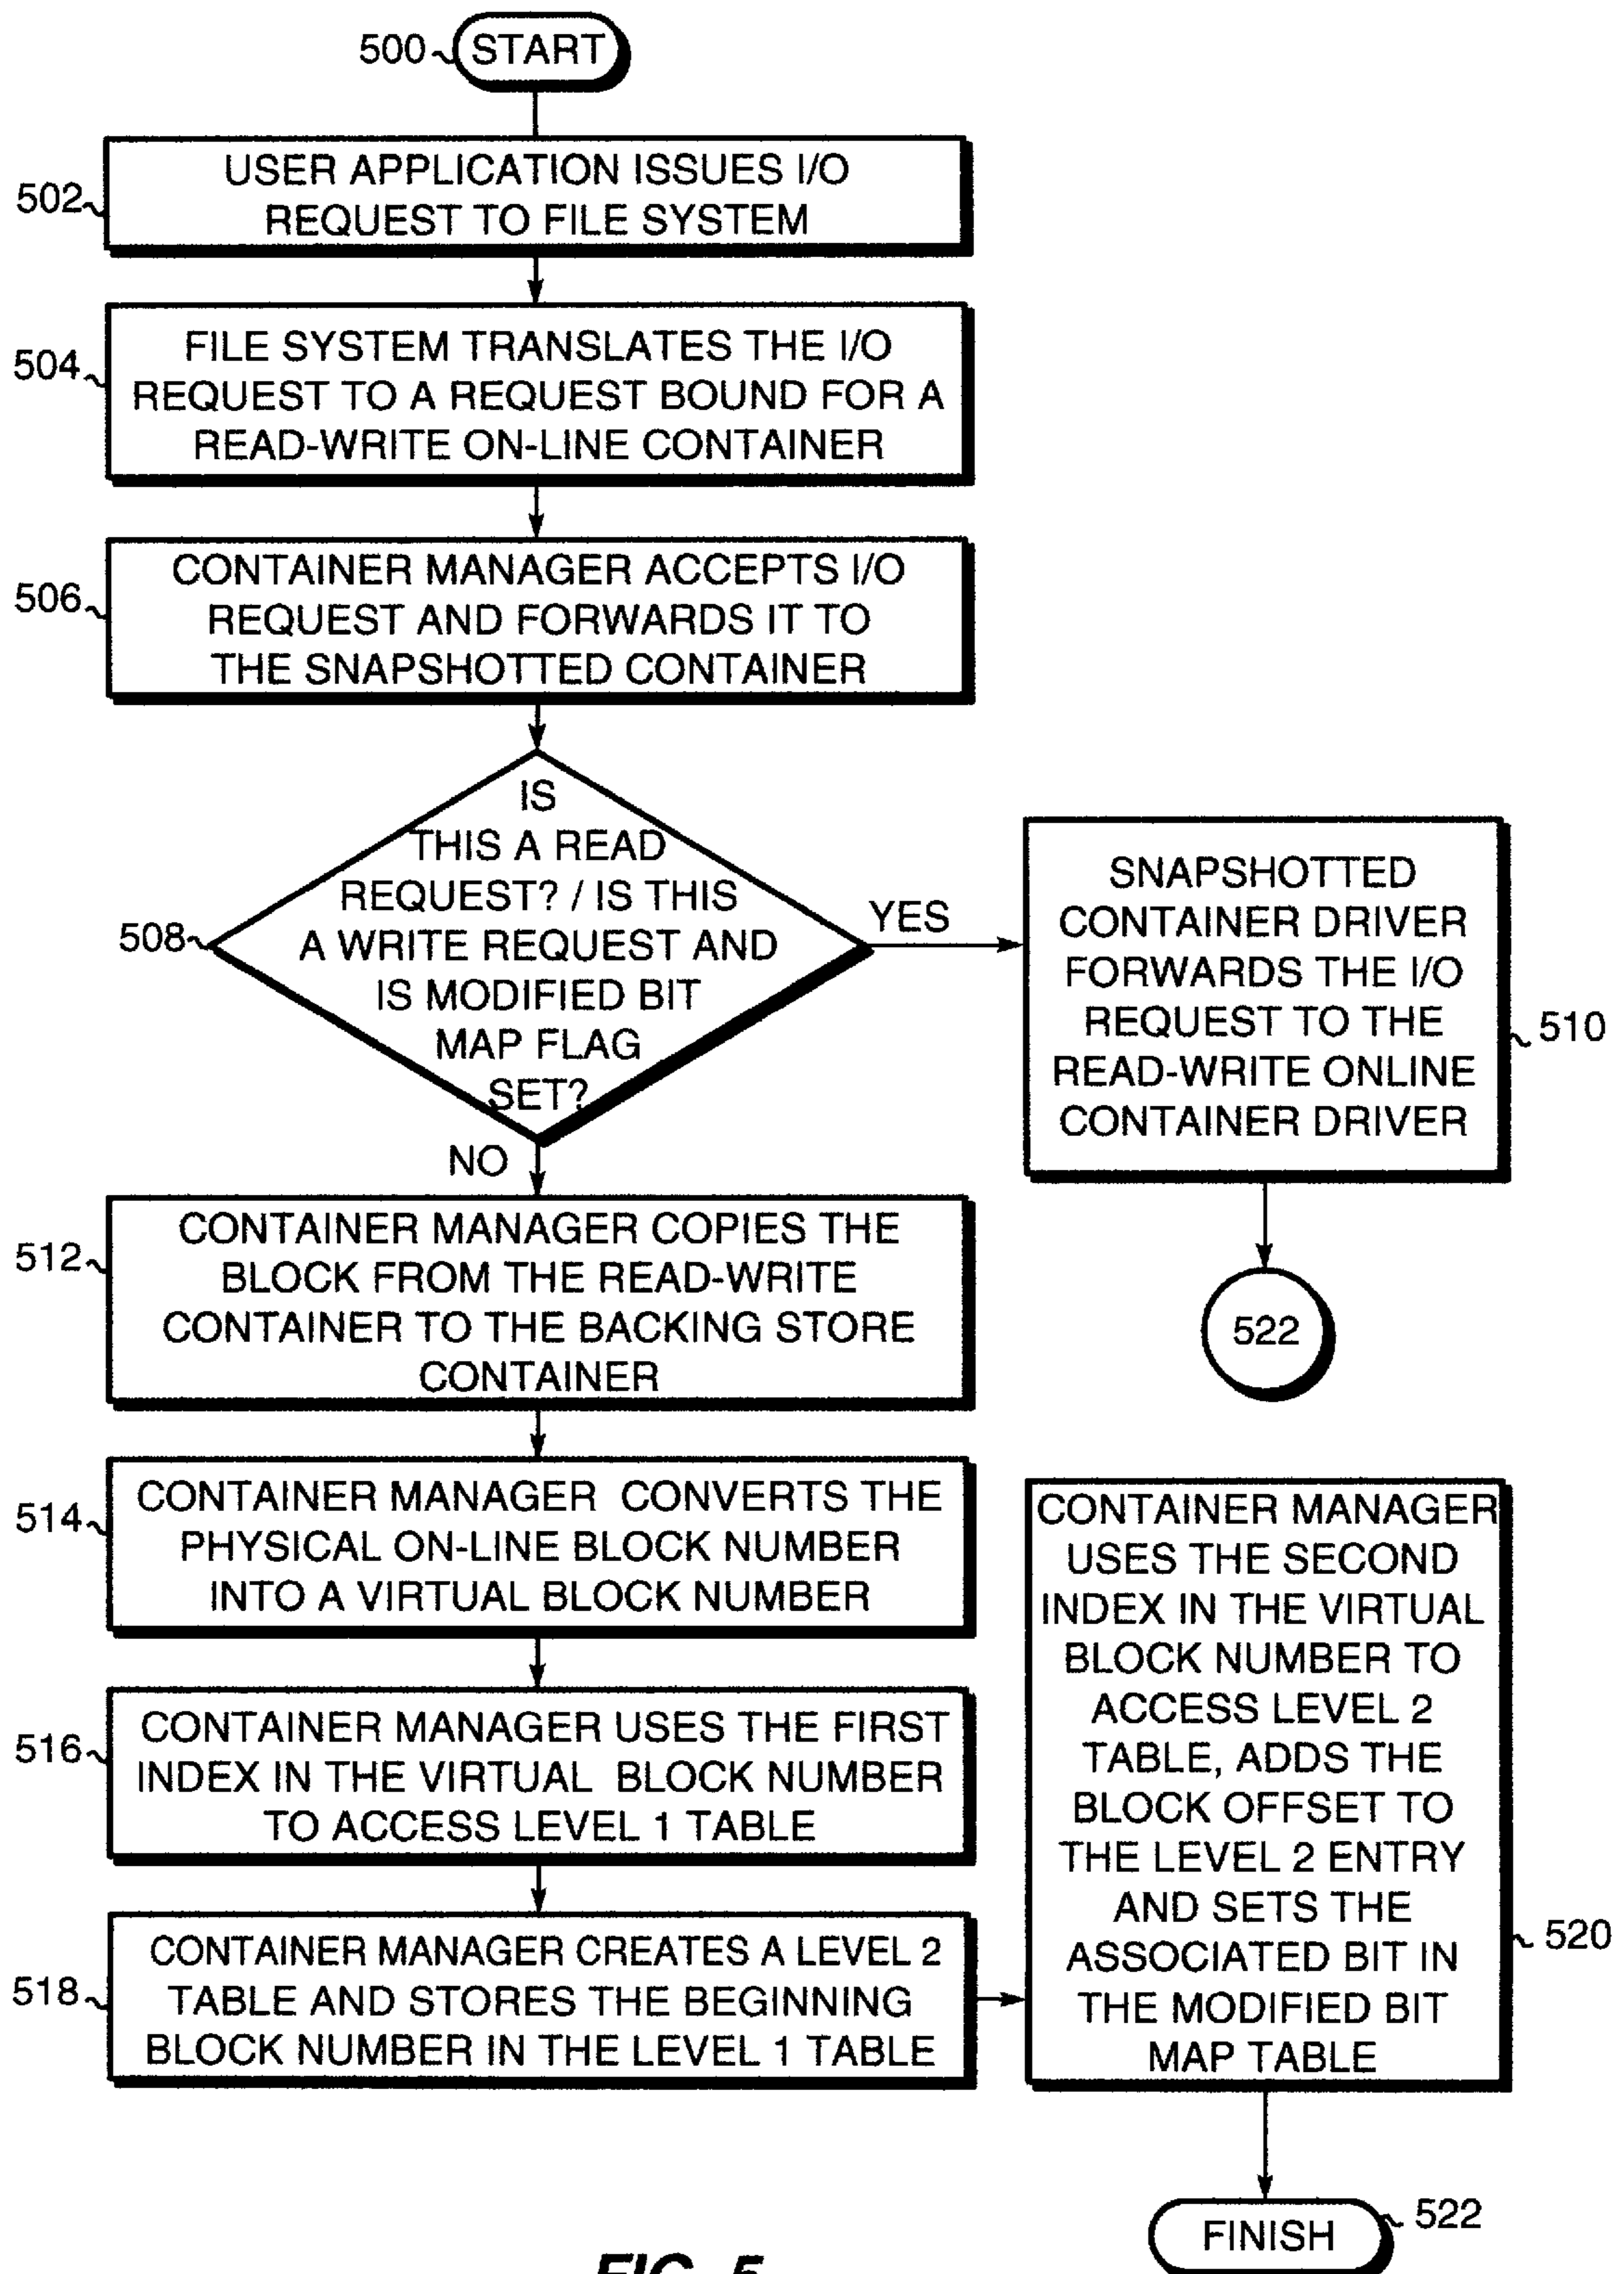 500
START
502
USER APPLICATION ISSUES I/O
REQUEST TO FILE SYSTEM
504
FILE SYSTEM TRANSLATES THE I/O
REQUEST TO A REQUEST BOUND FOR A
READ-WRITE ON-LINE CONTAINER
506
CONTAINER MANAGER ACCEPTS I/O
REQUEST AND FORWARDS IT TO
THE SNAPSHOTTED CONTAINER
508
IS
THIS A READ
REQUEST? / IS THIS
A WRITE REQUEST AND
IS MODIFIED BIT
MAP FLAG
SET?
YES
SNAPSHOTTED
CONTAINER DRIVER
FORWARDS THE I/O
REQUEST TO THE
READ-WRITE ONLINE
CONTAINER DRIVER
510
522
NO
512
CONTAINER MANAGER COPIES THE
BLOCK FROM THE READ-WRITE
CONTAINER TO THE BACKING STORE
CONTAINER
514
CONTAINER MANAGER CONVERTS THE
PHYSICAL ON-LINE BLOCK NUMBER
INTO A VIRTUAL BLOCK NUMBER
516
CONTAINER MANAGER USES THE FIRST
INDEX IN THE VIRTUAL BLOCK NUMBER
TO ACCESS LEVEL 1 TABLE
518
CONTAINER MANAGER CREATES A LEVEL 2
TABLE AND STORES THE BEGINNING
BLOCK NUMBER IN THE LEVEL 1 TABLE
CONTAINER MANAGER
USES THE SECOND
INDEX IN THE VIRTUAL
BLOCK NUMBER TO
ACCESS LEVEL 2
TABLE, ADDS THE
BLOCK OFFSET TO
THE LEVEL 2 ENTRY
AND SETS THE
ASSOCIATED BIT IN
THE MODIFIED BIT
MAP TABLE
520
FINISH
522
FIG. 5